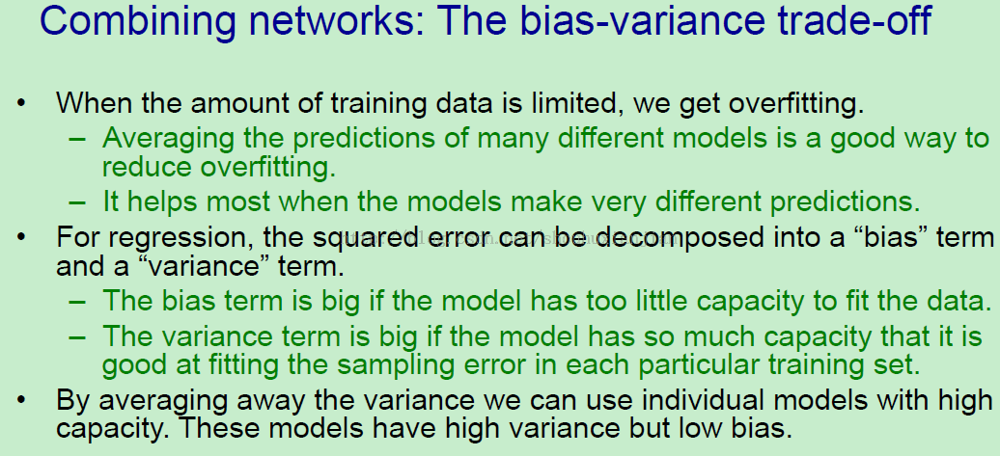 Combining networks: The bias-variance trade-off
• When the amount of training data is limited, we get overfitting.
– Averaging the predictions of many different models is a good way to
reduce overfitting.
– It helps most when the models make very different predictions.
• For regression, the squared error can be decomposed into a “bias” term
and a “variance” term.
– The bias term is big if the model has too little capacity to fit the data.
– The variance term is big if the model has so much capacity that it is
good at fitting the sampling error in each particular training set.
• By averaging away the variance we can use individual models with high
capacity. These models have high variance but low bias.